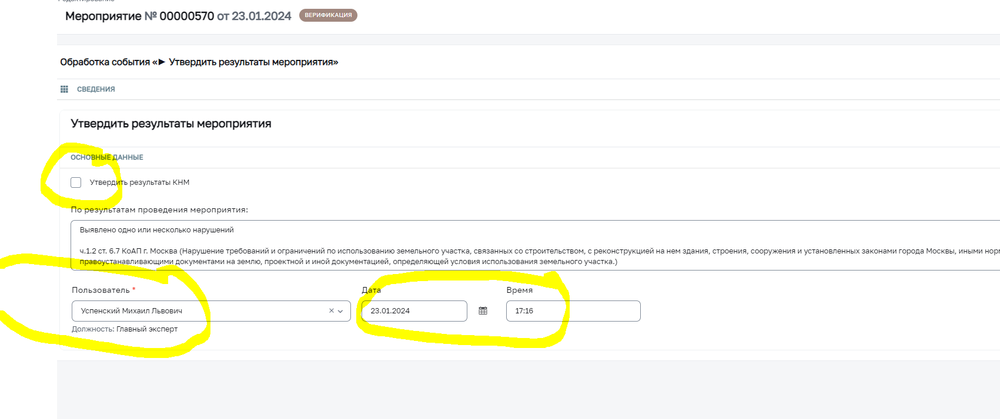 Редактирование
Мероприятие № 00000570 от 23.01.2024 ВЕРИФИКАЦИЯ
Обработка события «► Утвердить результаты мероприятия»
СВЕДЕНИЯ
Утвердить результаты мероприятия
ОСНОВНЫЕ ДАННЫЕ
Утвердить результаты КНМ
По результатам проведения мероприятия:
Выявлено одно или несколько нарушений
ч.1.2 ст. 6.7 КоАП г. Москва (Нарушение требований и ограничений по использованию земельного участка, связанных со строительством, с реконструкцией на нем здания, строения, сооружения и установленных законами города Москвы, иными норм
правоустанавливающими документами на землю, проектной и иной документацией, определяющей условия использования земельного участка.)
Пользователь * Дата Время
Успенский Михаил Львович 23.01.2024 17:16
Должность: Главный эксперт